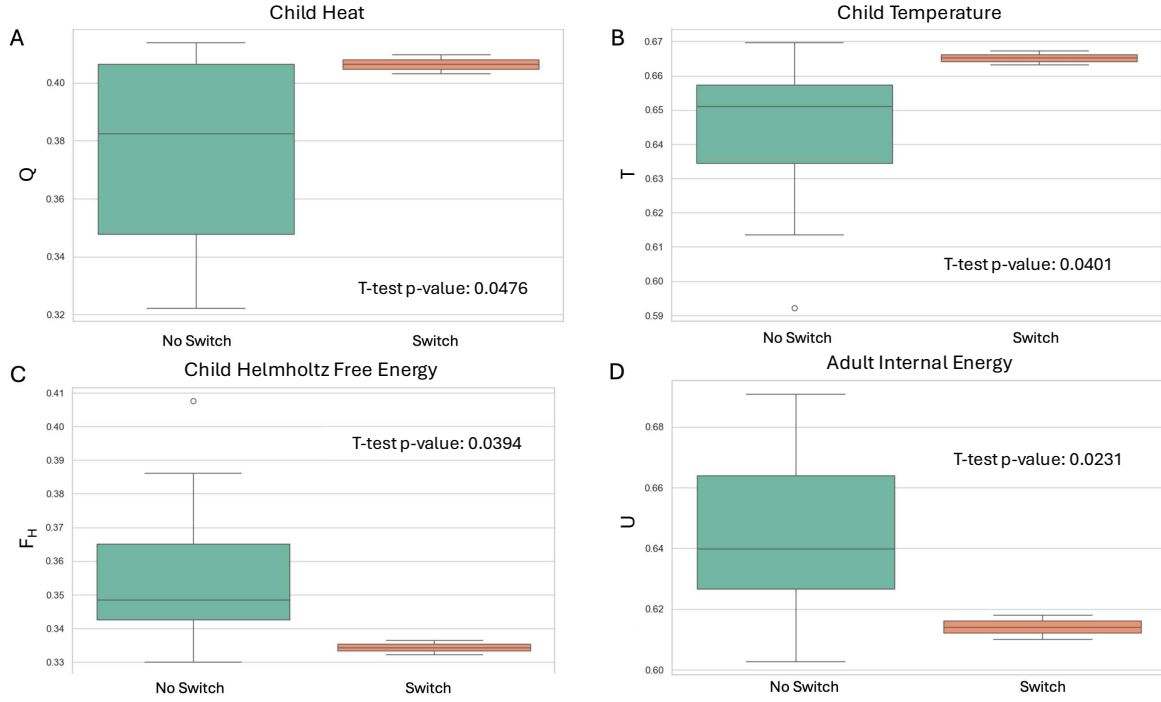 Child Heat
A
0.40
0.38
0.36
0.34
0.32
Q
T-test p-value: 0.0476
No Switch
Switch
Child Temperature
B
0.67
0.66
0.65
0.64
0.63
0.62
0.61
0.60
0.59
T
T-test p-value: 0.0401
No Switch
Switch
Child Helmholtz Free Energy
C
0.41
0.40
0.39
0.38
0.37
0.36
0.35
0.34
0.33
F_H
T-test p-value: 0.0394
No Switch
Switch
Adult Internal Energy
D
0.68
0.66
0.64
0.62
0.60
U
T-test p-value: 0.0231
No Switch
Switch